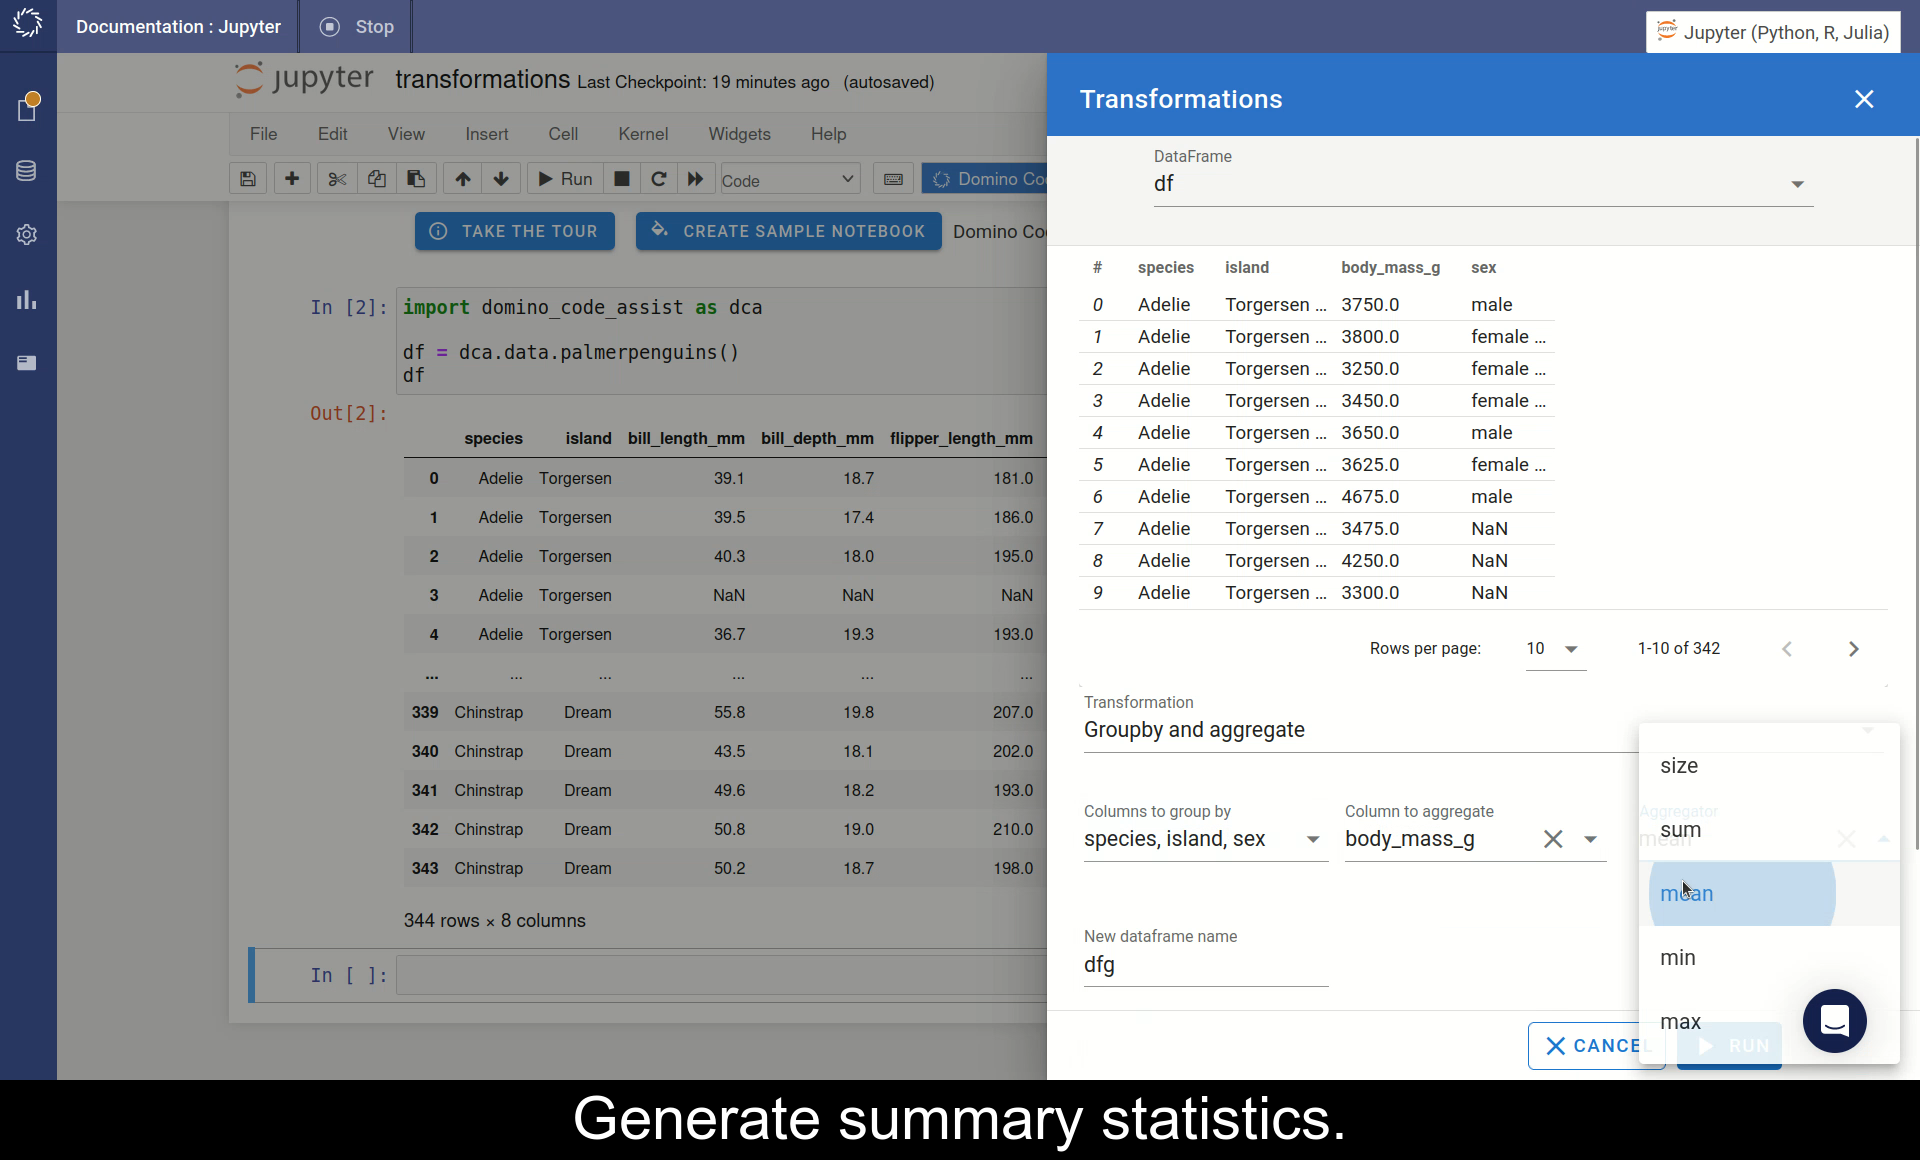 Documentation : Jupyter
Stop
Jupyter (Python, R, Julia)
jupyter transformations Last Checkpoint: 19 minutes ago (autosaved)
File Edit View Insert Cell Kernel Widgets Help
Run Code Domino Co
TAKE THE TOUR CREATE SAMPLE NOTEBOOK Domino Co
In [2]: import domino_code_assist as dca
df = dca.data.palmerpenguins()
df
Out[2]:
species island bill_length_mm bill_depth_mm flipper_length_mm
0 Adelie Torgersen 39.1 18.7 181.0
1 Adelie Torgersen 39.5 17.4 186.0
2 Adelie Torgersen 40.3 18.0 195.0
3 Adelie Torgersen NaN NaN NaN
4 Adelie Torgersen 36.7 19.3 193.0
... ... ... ... ... ...
339 Chinstrap Dream 55.8 19.8 207.0
340 Chinstrap Dream 43.5 18.1 202.0
341 Chinstrap Dream 49.6 18.2 193.0
342 Chinstrap Dream 50.8 19.0 210.0
343 Chinstrap Dream 50.2 18.7 198.0
344 rows × 8 columns
In [ ]:
Transformations
DataFrame
df
# species island body_mass_g sex
0 Adelie Torgersen ... 3750.0 male
1 Adelie Torgersen ... 3800.0 female ...
2 Adelie Torgersen ... 3250.0 female ...
3 Adelie Torgersen ... 3450.0 female ...
4 Adelie Torgersen ... 3650.0 male
5 Adelie Torgersen ... 3625.0 female ...
6 Adelie Torgersen ... 4675.0 male
7 Adelie Torgersen ... 3475.0 NaN
8 Adelie Torgersen ... 4250.0 NaN
9 Adelie Torgersen ... 3300.0 NaN
Rows per page: 10 1-10 of 342
Transformation
Groupby and aggregate
Columns to group by Column to aggregate Aggregator
species, island, sex body_mass_g mean
size
sum
mean
min
max
New dataframe name
dfg
CANCEL RUN
Generate summary statistics.